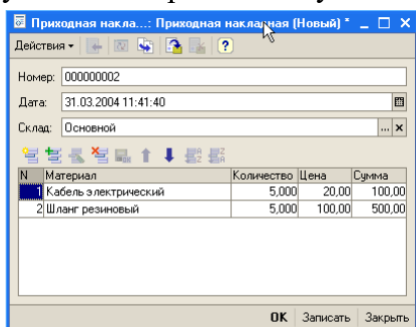 Приходная накла...: Приходная накладная (Новый) *
Действия
Номер: 000000002
Дата: 31.03.2004 11:41:40
Склад: Основной
N Материал Количество Цена Сумма
1 Кабель электрический 5,000 20,00 100,00
2 Шланг резиновый 5,000 100,00 500,00
OK Записать Закрыть